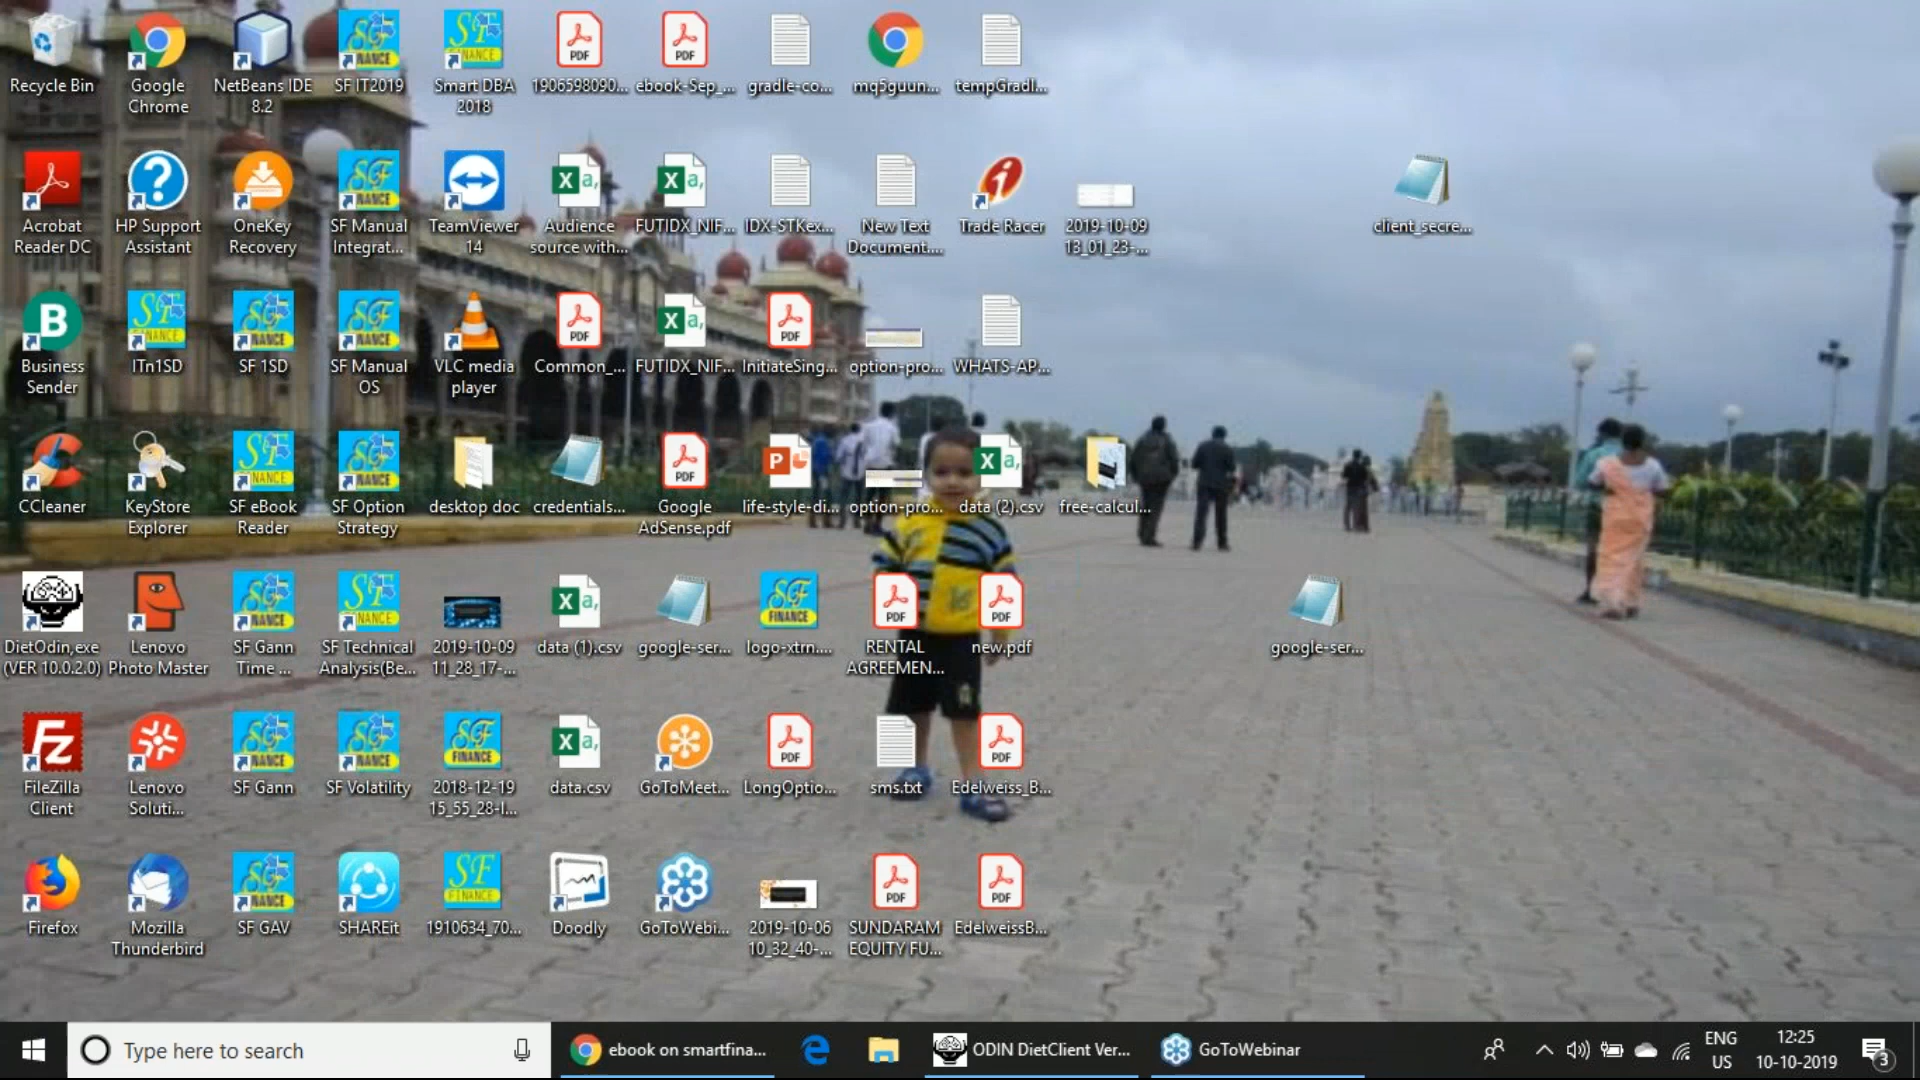 Recycle Bin
Google
Chrome
NetBeans IDE
8.2
SF IT2019
Smart DBA
2018
1906598090...
ebook-Sep_...
gradle-co...
mq5guun...
tempGradl...
Acrobat
Reader DC
HP Support
Assistant
OneKey
Recovery
SF Manual
Integrat...
TeamViewer
14
Audience
source with...
FUTIDX_NIF...
IDX-STKex...
New Text
Document....
Trade Racer
2019-10-09
13_01_23-...
client_secre...
Business
Sender
ITn1SD
SF 1SD
SF Manual
OS
VLC media
player
Common_...
FUTIDX_NIF...
InitiateSing...
option-pro...
WHATS-AP...
CCleaner
KeyStore
Explorer
SF eBook
Reader
SF Option
Strategy
desktop doc
credentials...
Google
AdSense.pdf
life-style-di...
option-pro...
data (2).csv
free-calcul...
DietOdin,exe
(VER 10.0.2.0)
Lenovo
Photo Master
SF Gann
Time ...
SF Technical
Analysis(Be...
2019-10-09
11_28_17-...
data (1).csv
google-ser...
logo-xtrn....
RENTAL
AGREEMEN...
new.pdf
google-ser...
FileZilla
Client
Lenovo
Soluti...
SF Gann
SF Volatility
2018-12-19
15_55_28-I...
data.csv
GoToMeet...
LongOptio...
sms.txt
Edelweiss_B...
Firefox
Mozilla
Thunderbird
SF GAV
SHAREit
1910634_70...
Doodly
GoToWebi...
2019-10-06
10_32_40-...
SUNDARAM
EQUITY FU...
EdelweissB...
Type here to search
ebook on smartfina...
ODIN DietClient Ver...
GoToWebinar
ENG
US
12:25
10-10-2019
3